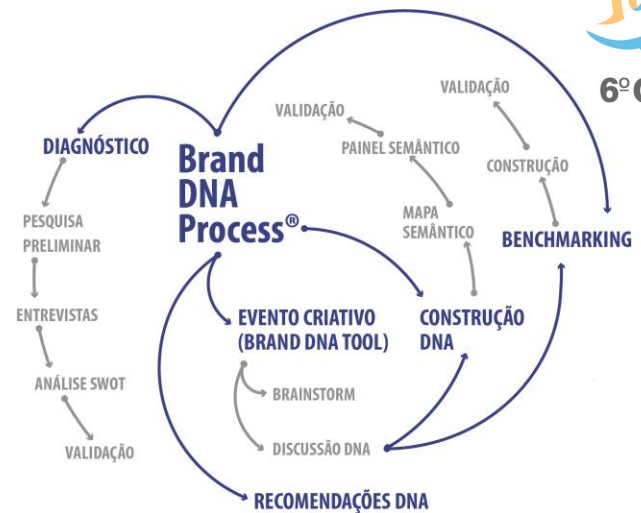 DIAGNÓSTICO
PESQUISA
PRELIMINAR
ENTREVISTAS
ANÁLISE SWOT
VALIDAÇÃO
Brand
DNA
Process®
EVENTO CRIATIVO
(BRAND DNA TOOL)
BRAINSTORM
DISCUSSÃO DNA
RECOMENDAÇÕES DNA
VALIDAÇÃO
PAINEL SEMÂNTICO
MAPA
SEMÂNTICO
CONSTRUÇÃO
DNA
VALIDAÇÃO
CONSTRUÇÃO
BENCHMARKING
6º